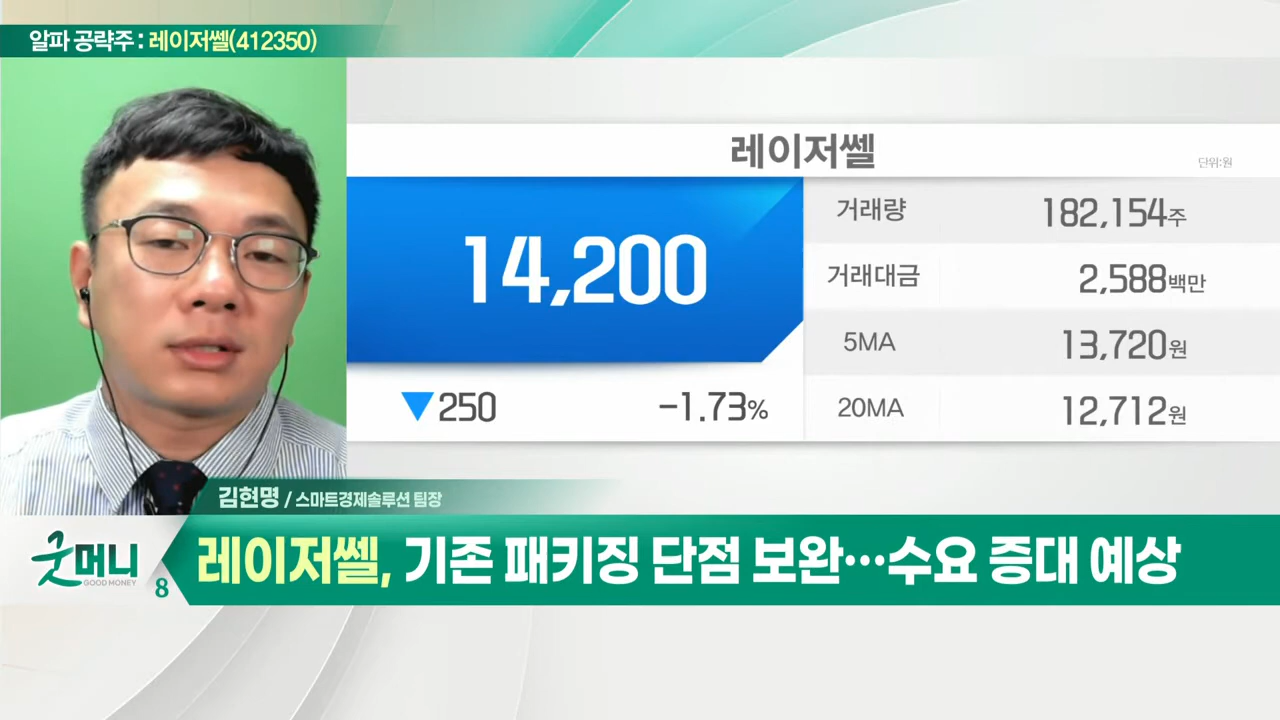 알파 공략주 : 레이저쎌(412350)
레이저쎌
단위:원
14,200
▼250 -1.73%
거래량 182,154주
거래대금 2,588백만
5MA 13,720원
20MA 12,712원
김현명 / 스마트경제솔루션 팀장
굿머니
GOOD MONEY
8
레이저쎌, 기존 패키징 단점 보완…수요 증대 예상